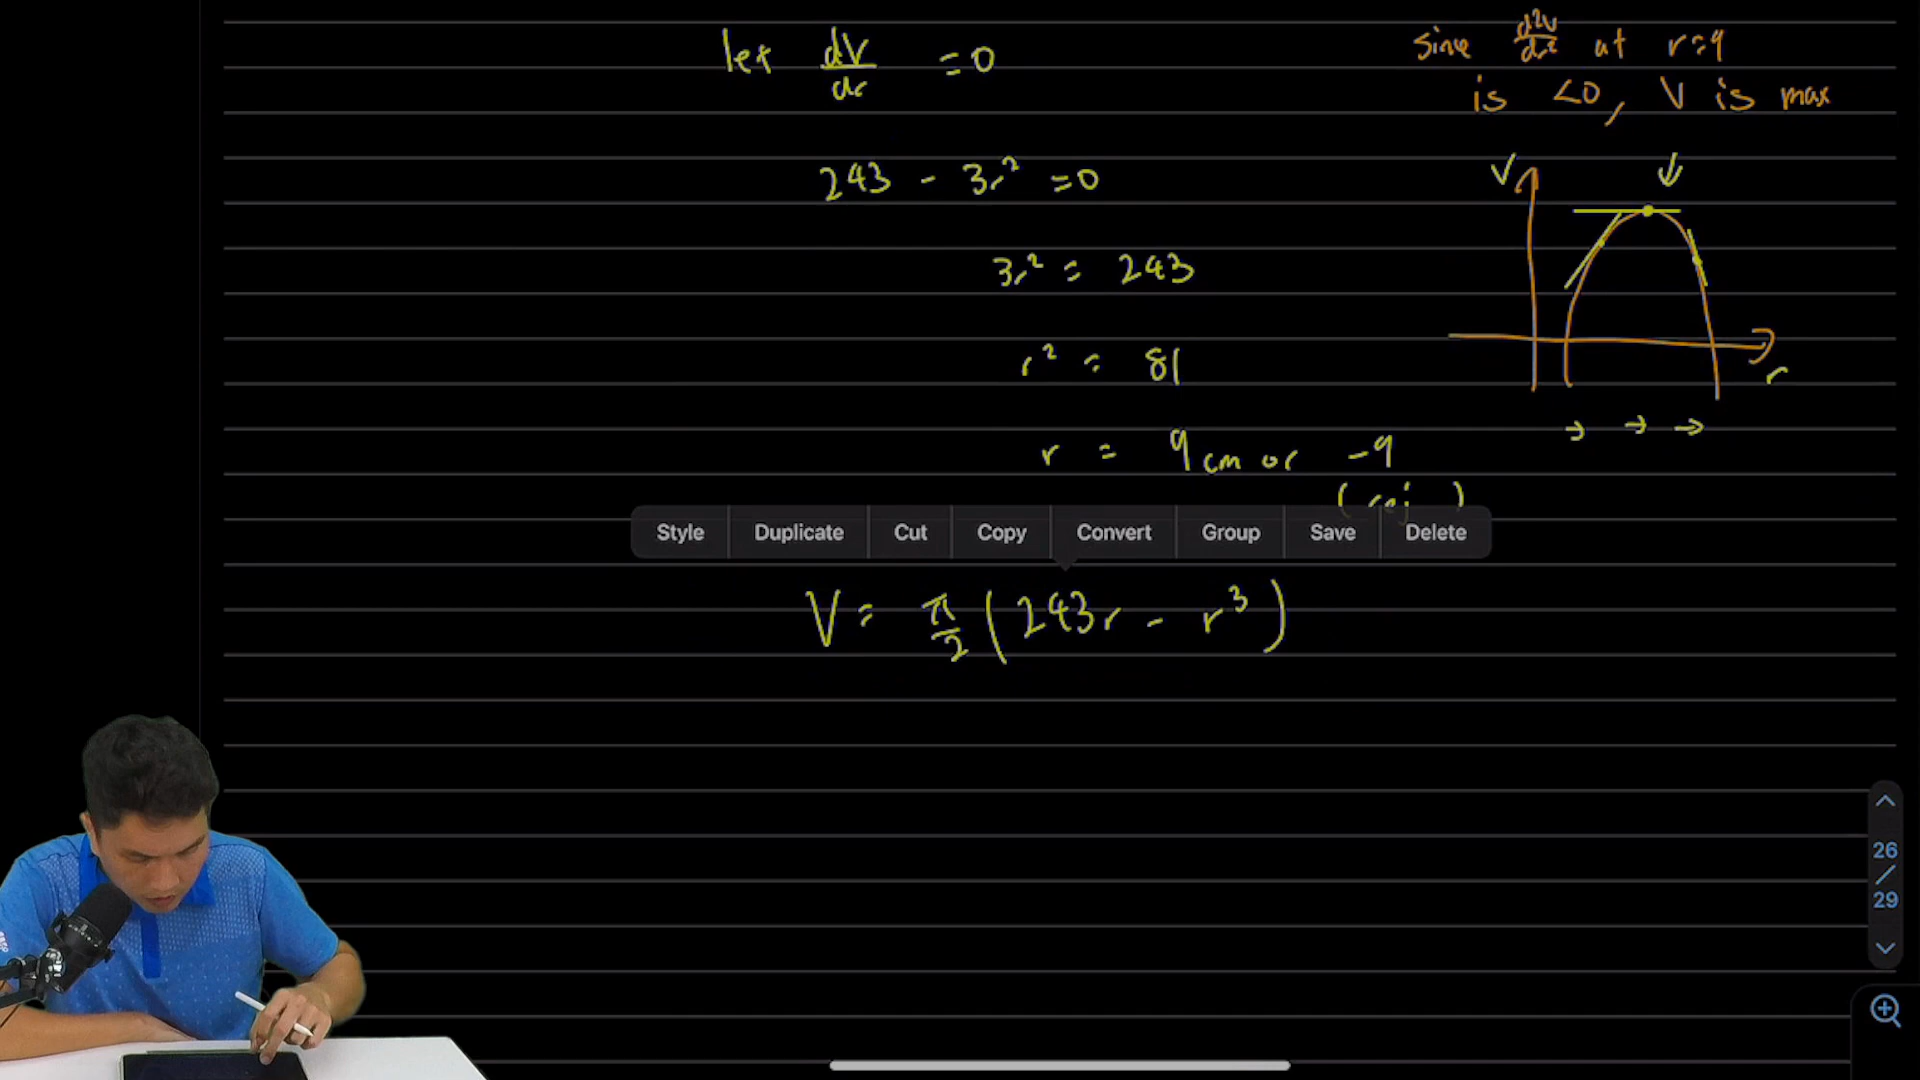 let dV/dr = 0
243 - 3r² = 0
3r² = 243
r² = 81
r = 9 cm or -9
(rej)
since d²V/dr² at r=9
is <0, V is max
V
r
Style Duplicate Cut Copy Convert Group Save Delete
V = π/2 (243r - r³)
26
/
29